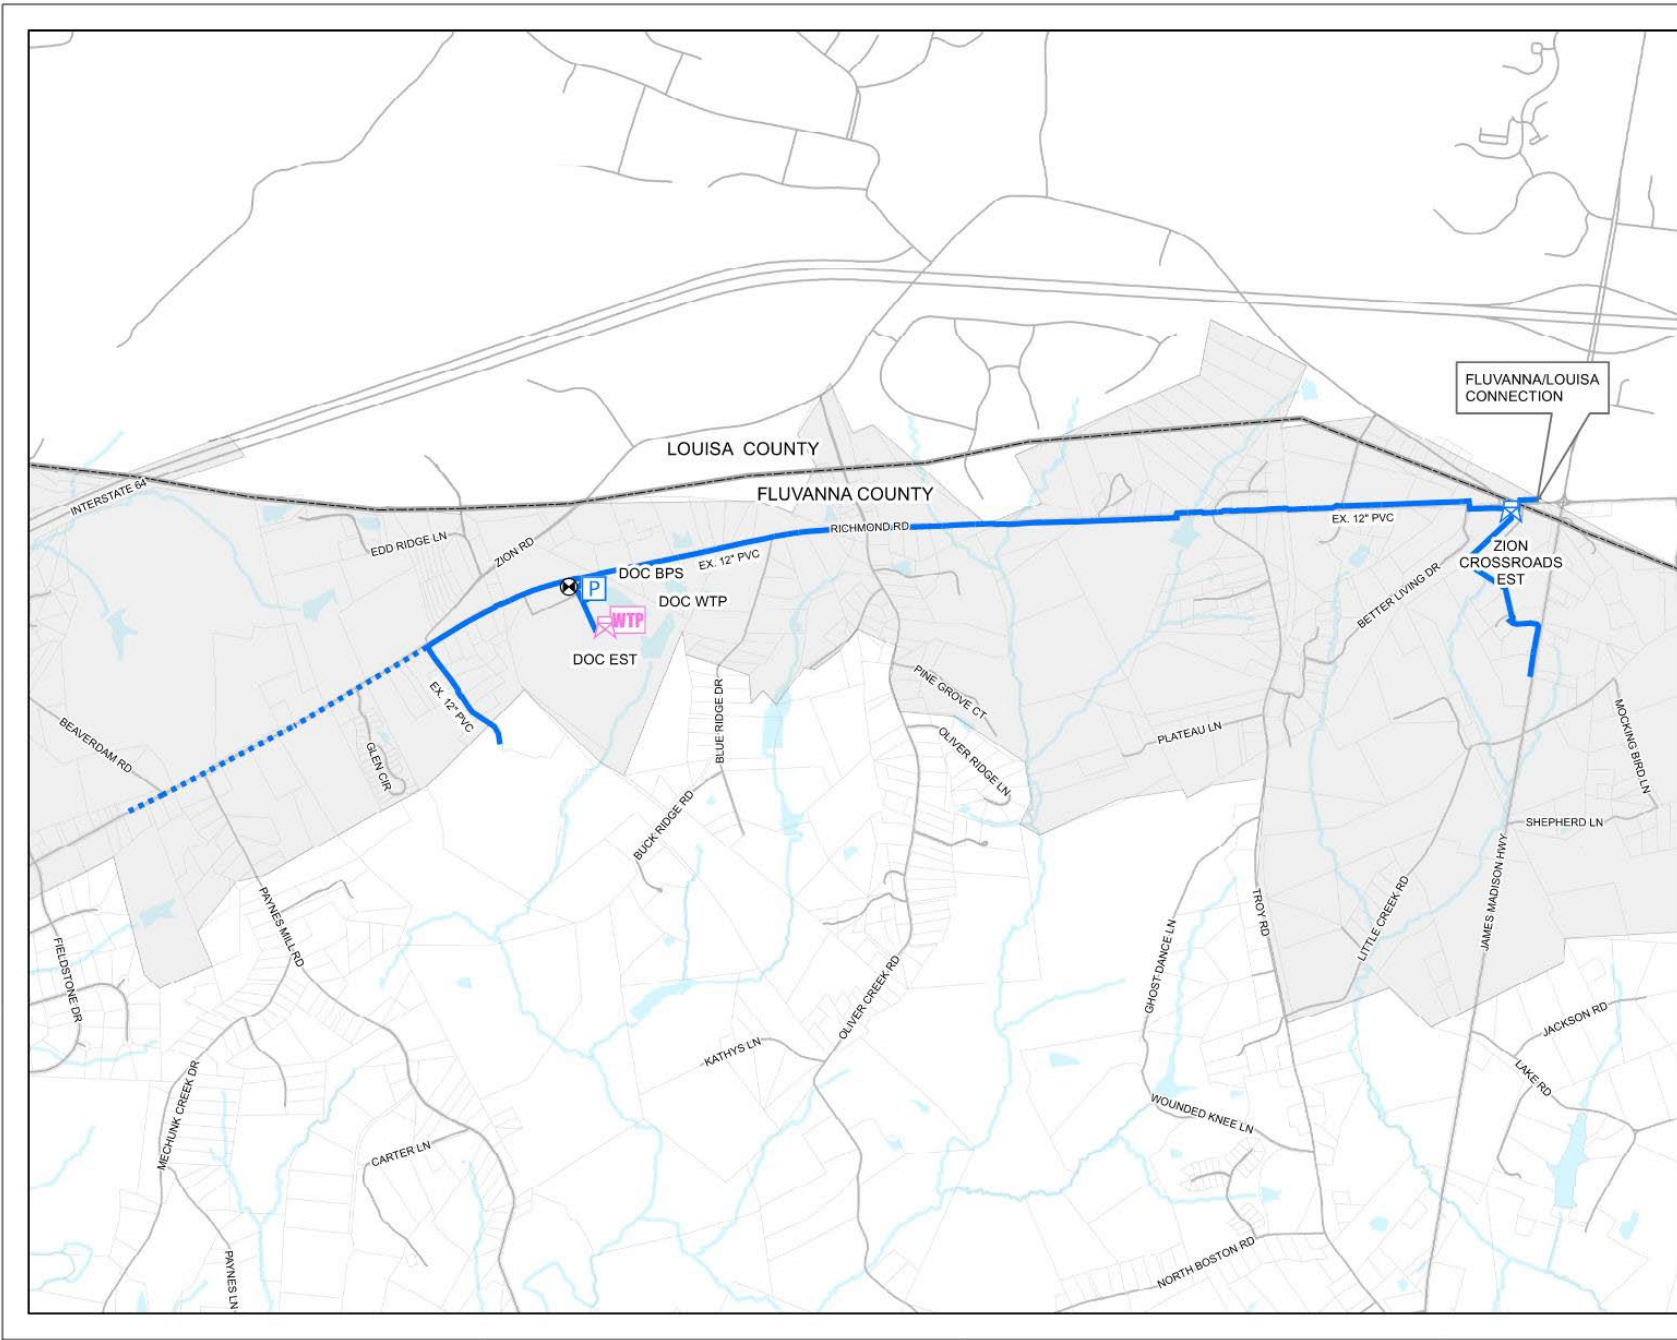 FLUVANNA/LOUISA
CONNECTION
LOUISA  COUNTY
FLUVANNA COUNTY
INTERSTATE 64
RICHMOND RD
EX. 12" PVC
EDD RIDGE LN
ZION RD
EX. 12" PVC
DOC BPS
P
DOC WTP
WTP
DOC EST
ZION
CROSSROADS
EST
BETTER LIVING DR
EX. 12" PVC
BEAVERDAM RD
GLEN CIR
BLUE RIDGE DR
PINE GROVE CT
OLIVER RIDGE LN
PLATEAU LN
MOCKING BIRD LN
BUCK RIDGE RD
SHEPHERD LN
JAMES MADISON HWY
PAYNES MILL RD
FIELDSTONE DR
TROY RD
LITTLE CREEK RD
GHOST DANCE LN
OLIVER CREEK RD
JACKSON RD
KATHYS LN
LAKE RD
MECHUNK CREEK DR
WOUNDED KNEE LN
CARTER LN
PAYNES LN
NORTH BOSTON RD